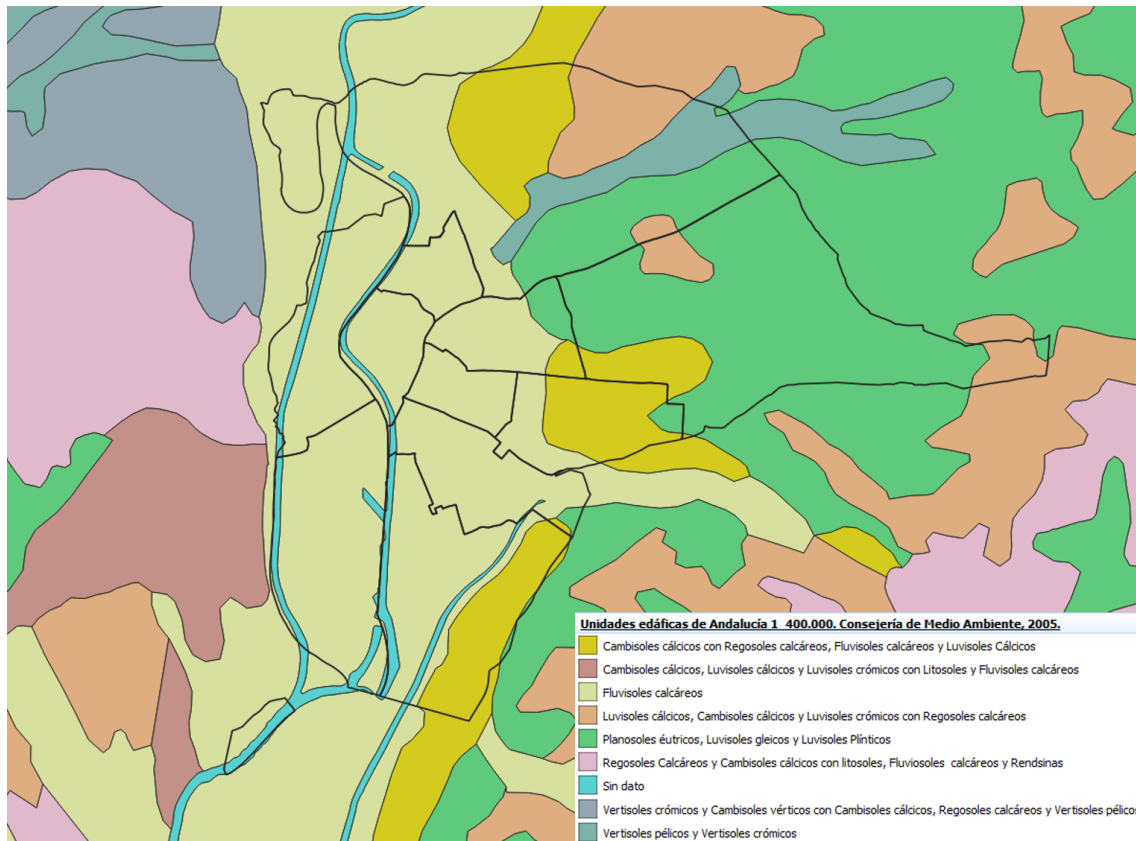 Unidades edáficas de Andalucía 1_400.000. Consejería de Medio Ambiente, 2005.
Cambisoles cálcicos con Regosoles calcáreos, Fluvisoles calcáreos y Luvisoles Cálcicos
Cambisoles cálcicos, Luvisoles cálcicos y Luvisoles crómicos con Litosoles y Fluvisoles calcáreos
Fluvisoles calcáreos
Luvisoles cálcicos, Cambisoles cálcicos y Luvisoles crómicos con Regosoles calcáreos
Planosoles éutricos, Luvisoles gleicos y Luvisoles Plínticos
Regosoles Calcáreos y Cambisoles cálcicos con litosoles, Fluviosoles calcáreos y Rendsinas
Sin dato
Vertisoles crómicos y Cambisoles vérticos con Cambisoles cálcicos, Regosoles calcáreos y Vertisoles pélicos
Vertisoles pélicos y Vertisoles crómicos